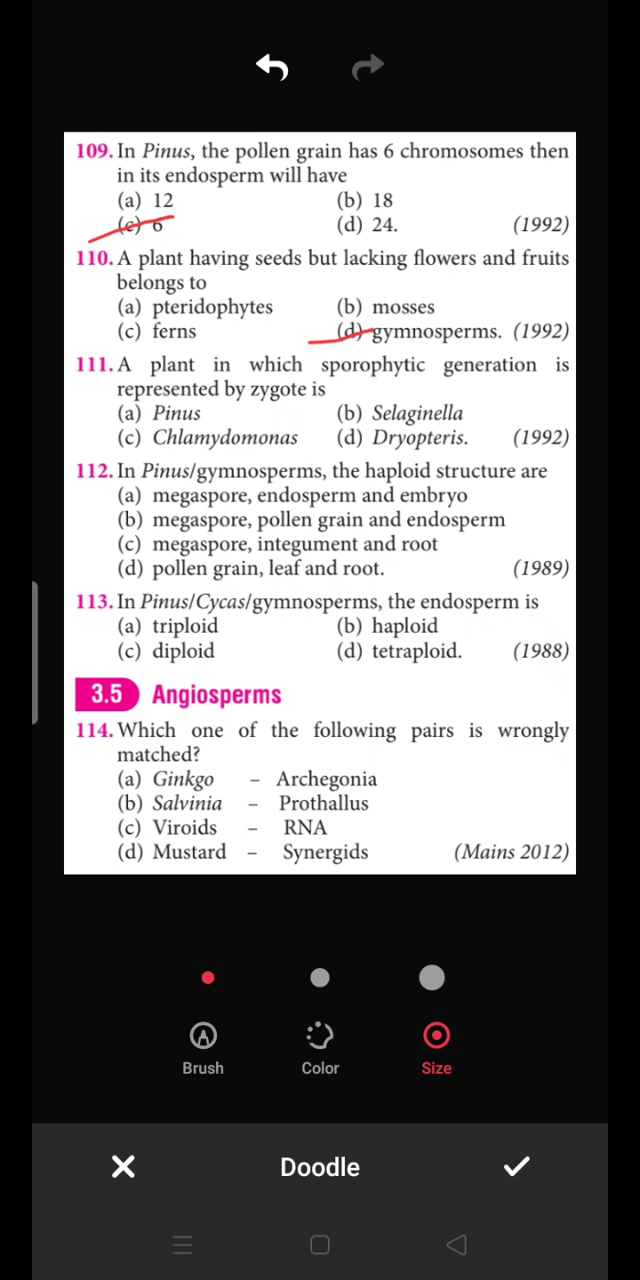 109. In Pinus, the pollen grain has 6 chromosomes then
in its endosperm will have
(a) 12 (b) 18
(c) 6 (d) 24. (1992)
110. A plant having seeds but lacking flowers and fruits
belongs to
(a) pteridophytes (b) mosses
(c) ferns (d) gymnosperms. (1992)
111. A plant in which sporophytic generation is
represented by zygote is
(a) Pinus (b) Selaginella
(c) Chlamydomonas (d) Dryopteris. (1992)
112. In Pinus/gymnosperms, the haploid structure are
(a) megaspore, endosperm and embryo
(b) megaspore, pollen grain and endosperm
(c) megaspore, integument and root
(d) pollen grain, leaf and root. (1989)
113. In Pinus/Cycas/gymnosperms, the endosperm is
(a) triploid (b) haploid
(c) diploid (d) tetraploid. (1988)
3.5 Angiosperms
114. Which one of the following pairs is wrongly
matched?
(a) Ginkgo – Archegonia
(b) Salvinia – Prothallus
(c) Viroids – RNA
(d) Mustard – Synergids (Mains 2012)
Brush Color Size
Doodle